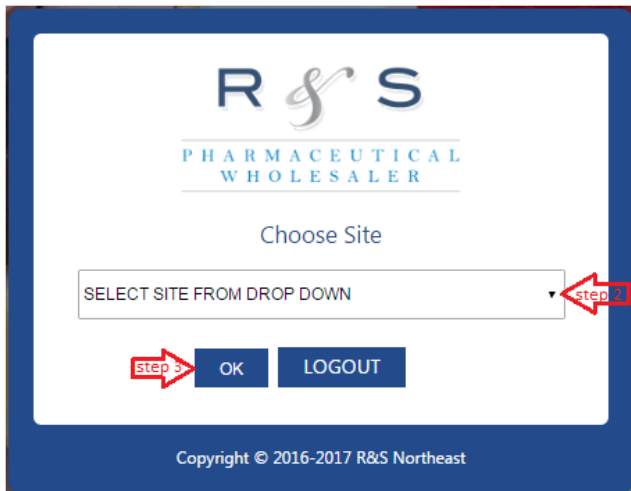 R & S
PHARMACEUTICAL
WHOLESALER
Choose Site
SELECT SITE FROM DROP DOWN
step 2
step 3
OK
LOGOUT
Copyright © 2016-2017 R&S Northeast